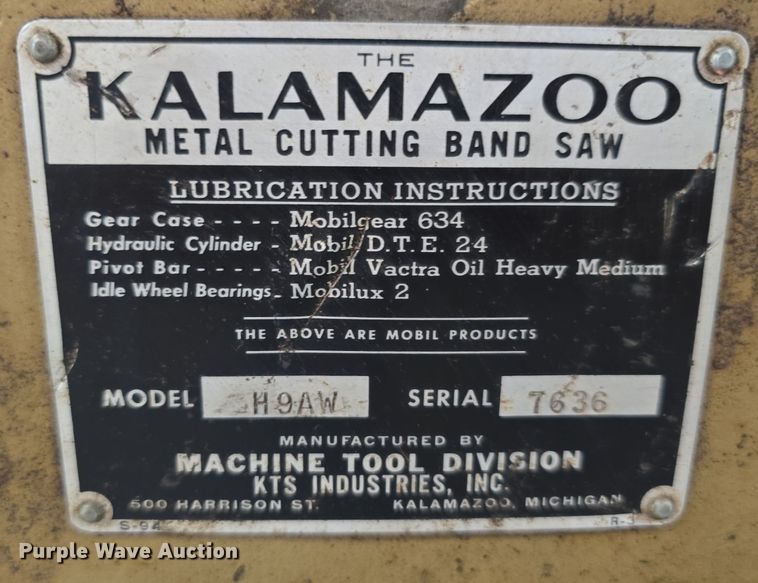 THE
KALAMAZOO
METAL CUTTING BAND SAW
LUBRICATION INSTRUCTIONS
Gear Case - - - - Mobilgear 634
Hydraulic Cylinder - Mobil D.T.E. 24
Pivot Bar - - - - - Mobil Vactra Oil Heavy Medium
Idle Wheel Bearings - Mobilux 2
THE ABOVE ARE MOBIL PRODUCTS
MODEL H9AW SERIAL 7636
MANUFACTURED BY
MACHINE TOOL DIVISION
KTS INDUSTRIES, INC.
500 HARRISON ST. KALAMAZOO, MICHIGAN
S-94 R-3
Purple Wave Auction